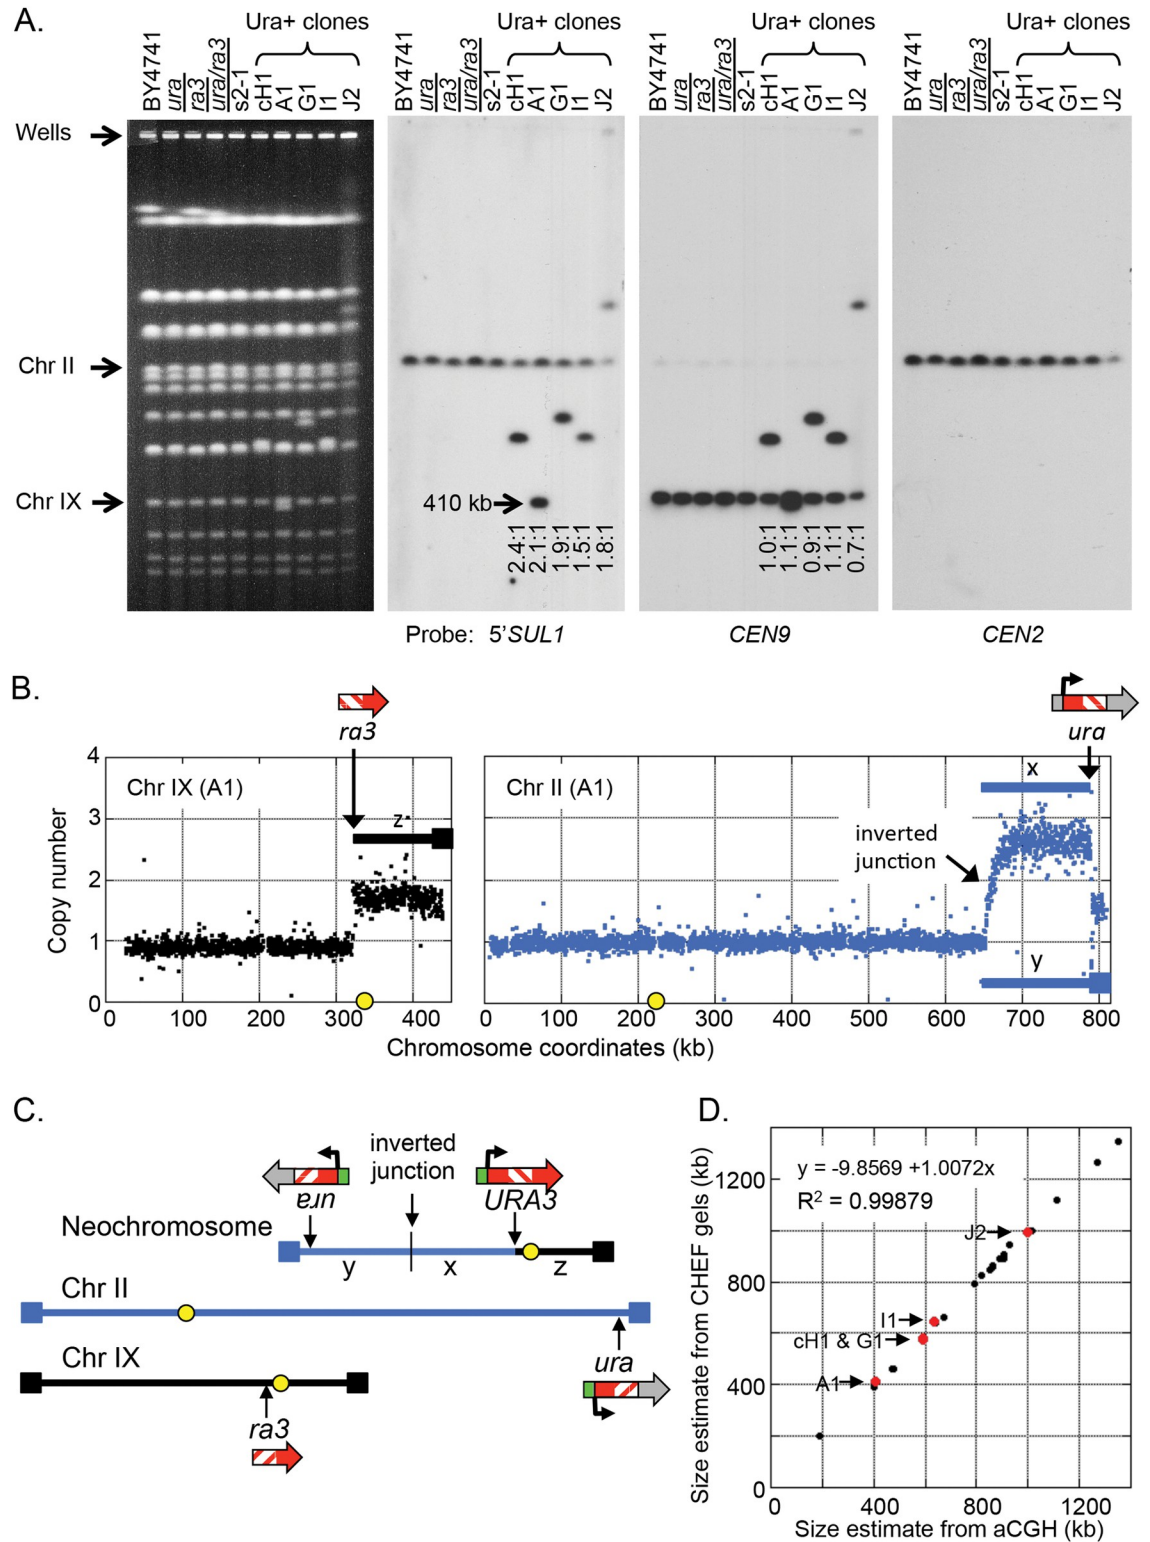 A.
Ura+ clones
Ura+ clones
Ura+ clones
Ura+ clones
BY4741
ura
ra3
ura/ra3
s2-1
cH1
A1
G1
I1
J2
BY4741
ura
ra3
ura/ra3
s2-1
cH1
A1
G1
I1
J2
BY4741
ura
ra3
ura/ra3
s2-1
cH1
A1
G1
I1
J2
BY4741
ura
ra3
ura/ra3
s2-1
cH1
A1
G1
I1
J2
Wells
Chr II
Chr IX
410 kb
2.4:1
2.1:1
1.9:1
1.5:1
1.8:1
1.0:1
1.1:1
0.9:1
1.1:1
0.7:1
Probe: 5'SUL1
CEN9
CEN2
B.
ra3
ura
Copy number
4
3
2
1
0
Chr IX (A1)
z
Chr II (A1)
x
inverted
junction
y
0 100 200 300 400
0 100 200 300 400 500 600 700 800
Chromosome coordinates (kb)
C.
inverted
junction
ura
URA3
Neochromosome
y
x
z
Chr II
Chr IX
ura
ra3
D.
Size estimate from CHEF gels (kb)
1200
800
400
0
y = -9.8569 +1.0072x
R² = 0.99879
J2
I1
cH1 & G1
A1
0 400 800 1200
Size estimate from aCGH (kb)